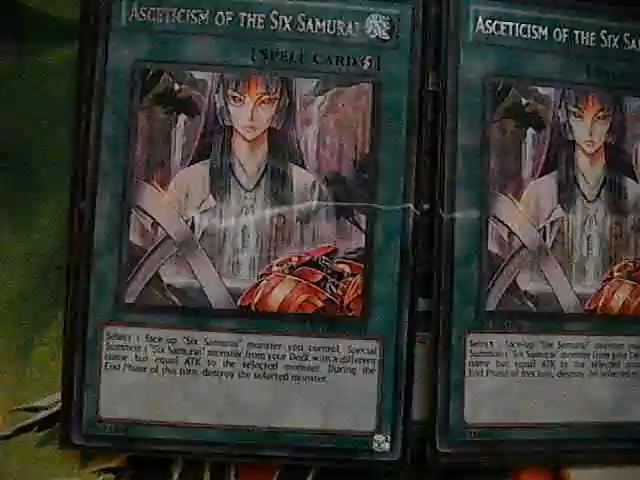 Asceticism of the Six Samurai
[Spell Card
Select 1 face-up "Six Samurai" monster you control. Special
Summon 1 "Six Samurai" monster from your Deck with a different
name but equal ATK to the selected monster. During the
End Phase of this turn, destroy the selected monster.
Asceticism of the Six Sa
Select 1 face-up "Six Samurai" monster
Summon 1 "Six Samurai" monster from your De
name but equal ATK to the selected mons
End Phase of this turn, destroy the selected m